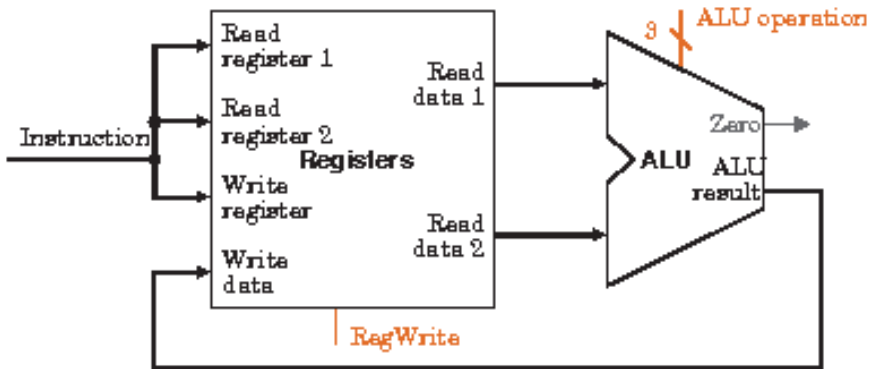 Instruction
Read
register 1
Read
register 2
Registers
Write
register
Write
data
Read
data 1
Read
data 2
RegWrite
3
ALU operation
Zero
ALU
ALU
result